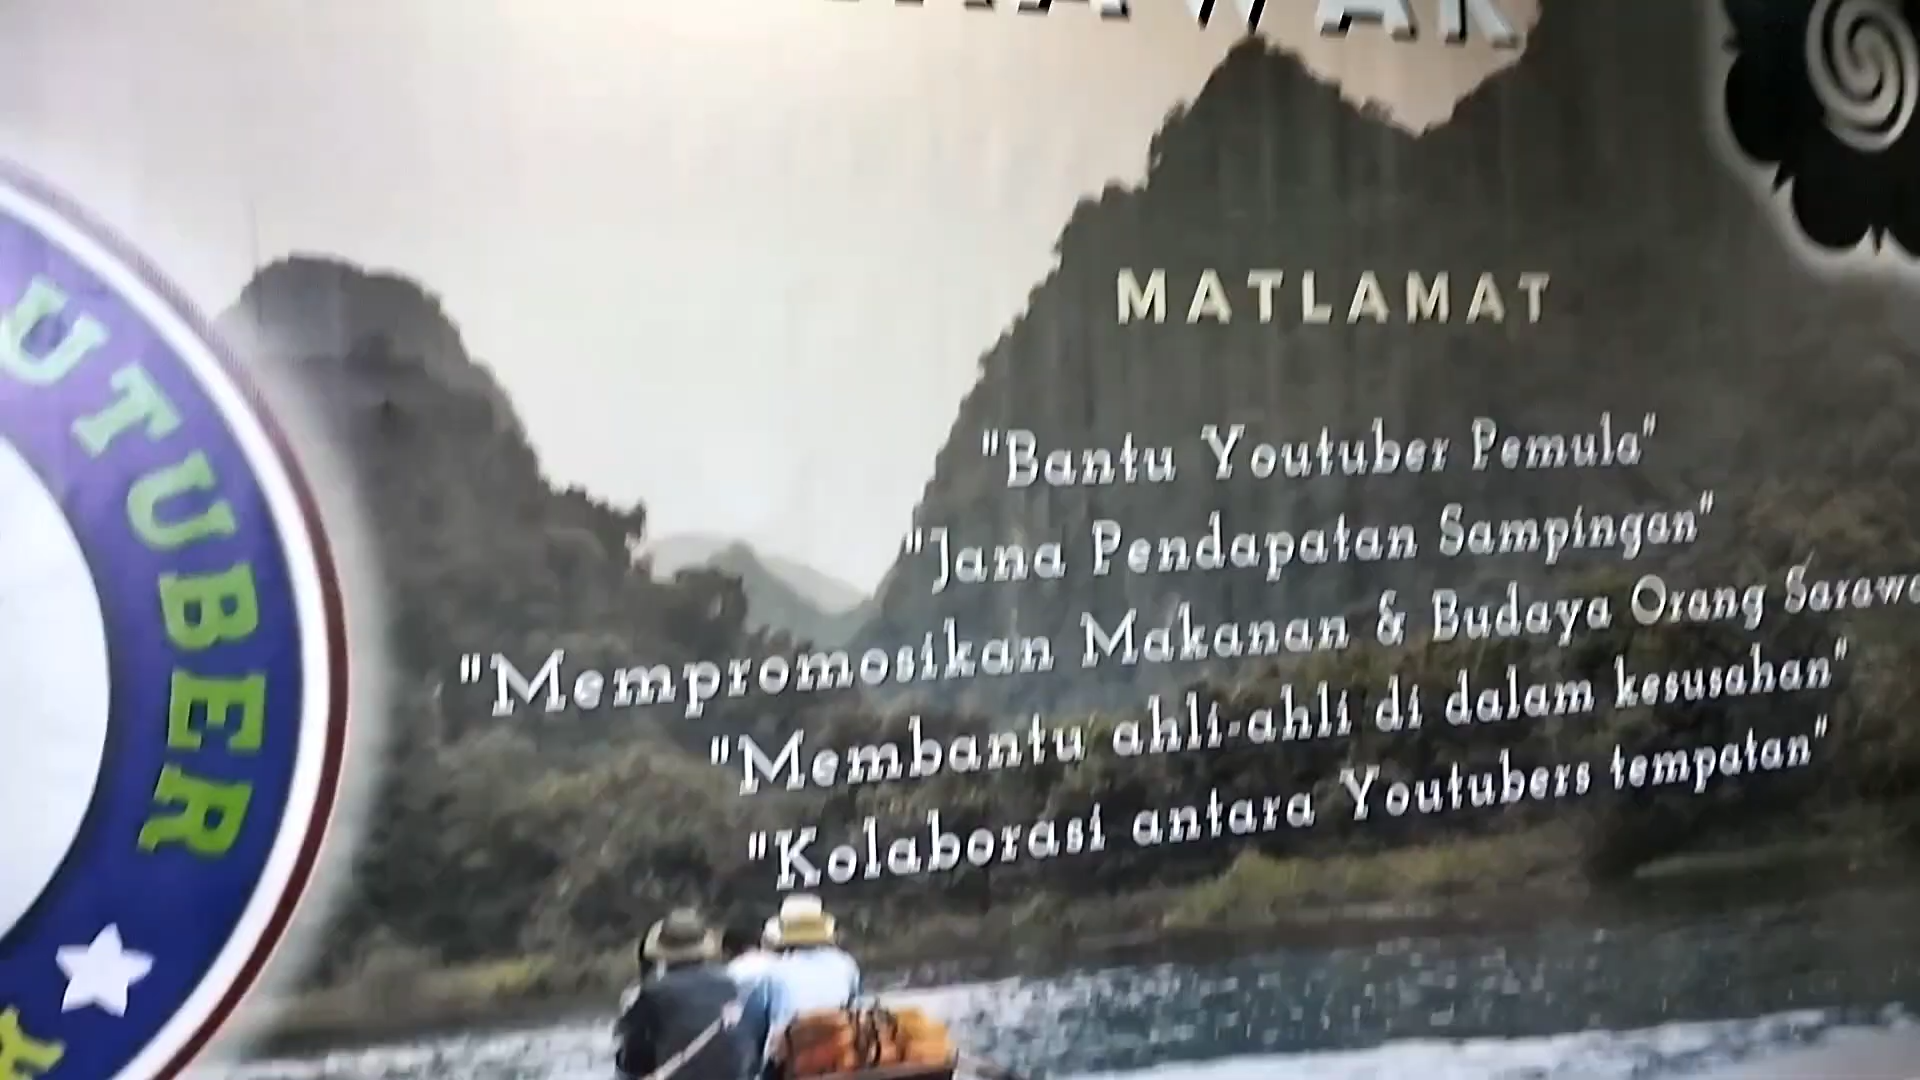 MATLAMAT
"Bantu Youtuber Pemula"
"Jana Pendapatan Sampingan"
"Mempromosikan Makanan & Budaya Orang
"Membantu ahli-ahli di dalam kesusahan"
"Kolaborasi antara Youtubers tempatan"
UTUBER